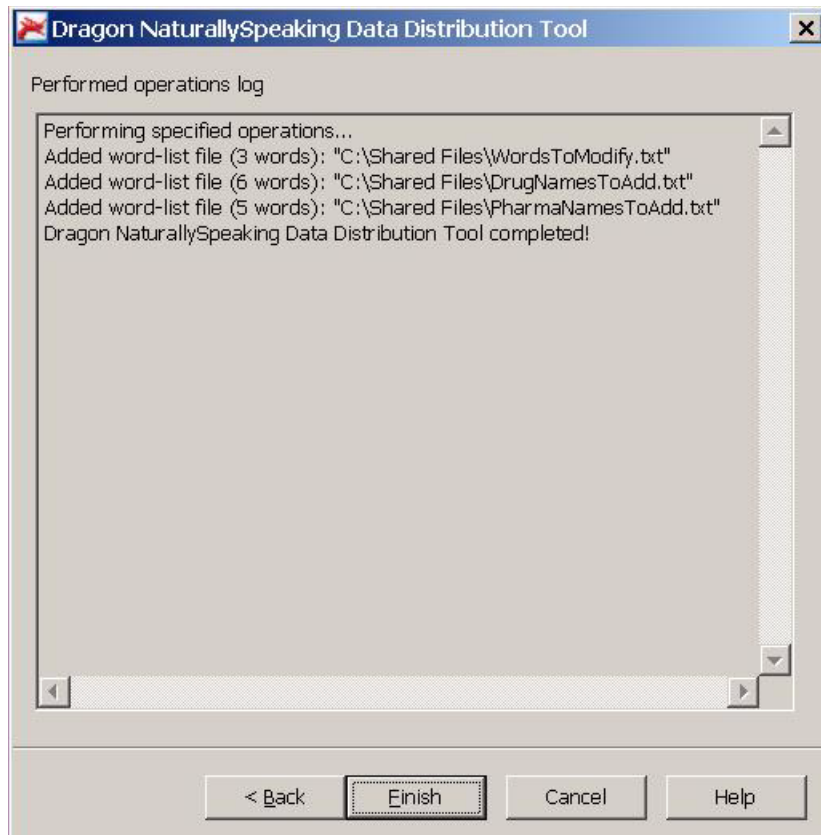 Dragon NaturallySpeaking Data Distribution Tool
Performed operations log
Performing specified operations...
Added word-list file (3 words): "C:\Shared Files\WordsToModify.txt"
Added word-list file (6 words): "C:\Shared Files\DrugNamesToAdd.txt"
Added word-list file (5 words): "C:\Shared Files\PharmaNamesToAdd.txt"
Dragon NaturallySpeaking Data Distribution Tool completed!
< Back Finish Cancel Help